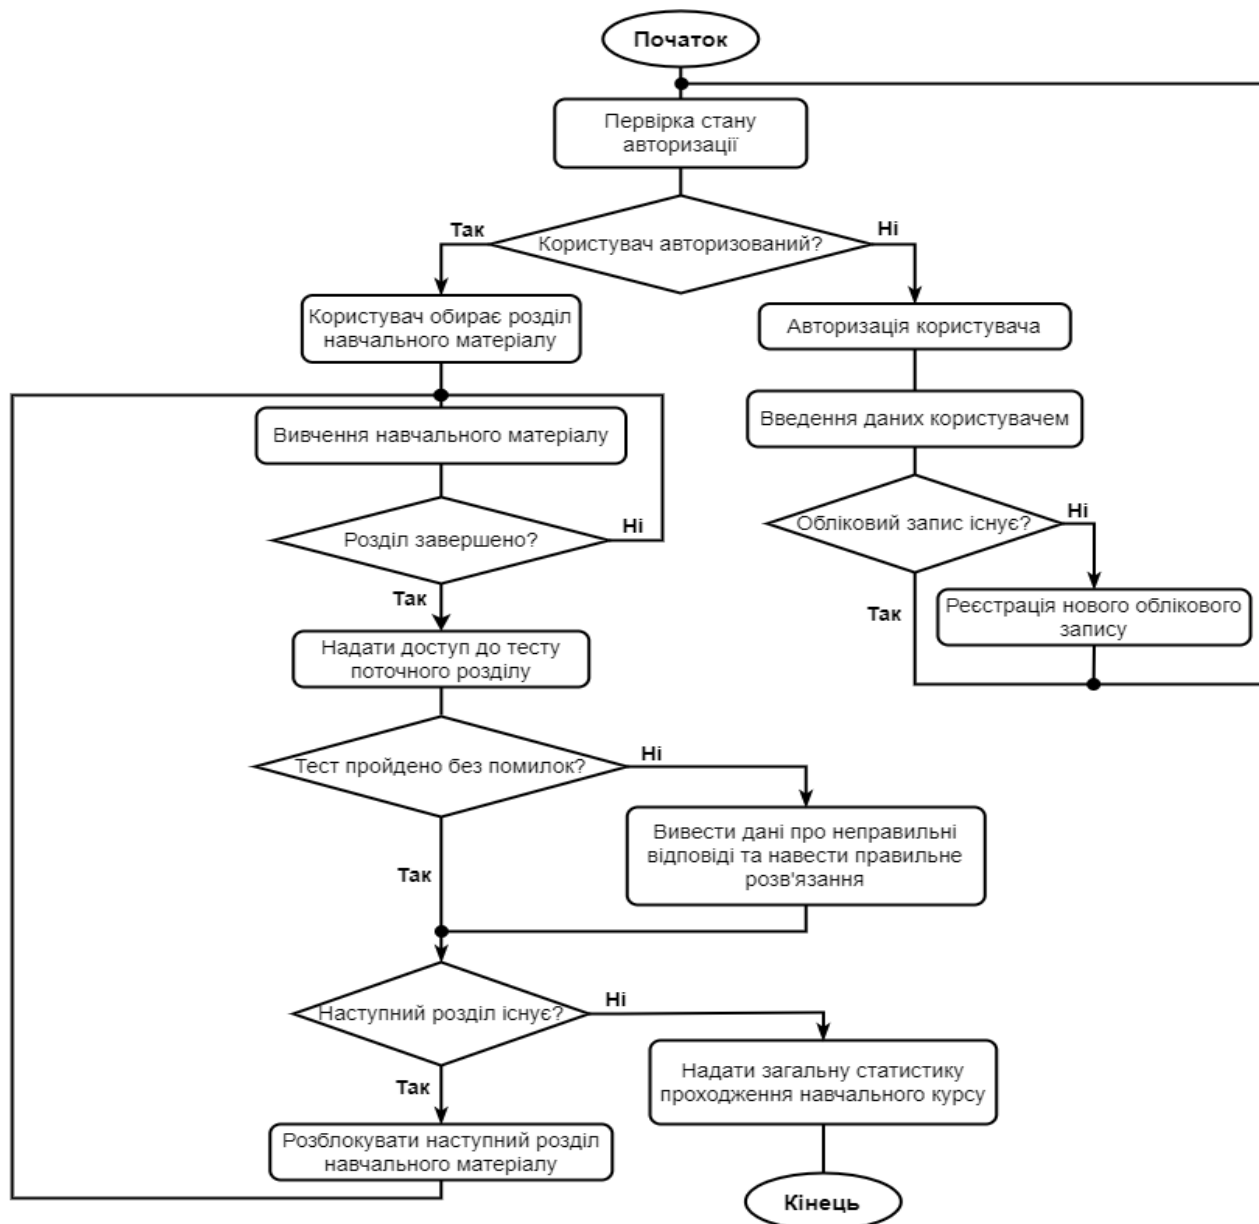 Початок
Первірка стану
авторизації
Користувач авторизований?
Так
Ні
Користувач обирає розділ
навчального матеріалу
Авторизація користувача
Вивчення навчального матеріалу
Введення даних користувачем
Розділ завершено?
Ні
Обліковий запис існує?
Ні
Так
Так
Реєстрація нового облікового
запису
Надати доступ до тесту
поточного розділу
Тест пройдено без помилок?
Ні
Вивести дані про неправильні
відповіді та навести правильне
розв'язання
Так
Наступний розділ існує?
Ні
Так
Надати загальну статистику
проходження навчального курсу
Розблокувати наступний розділ
навчального матеріалу
Кінець